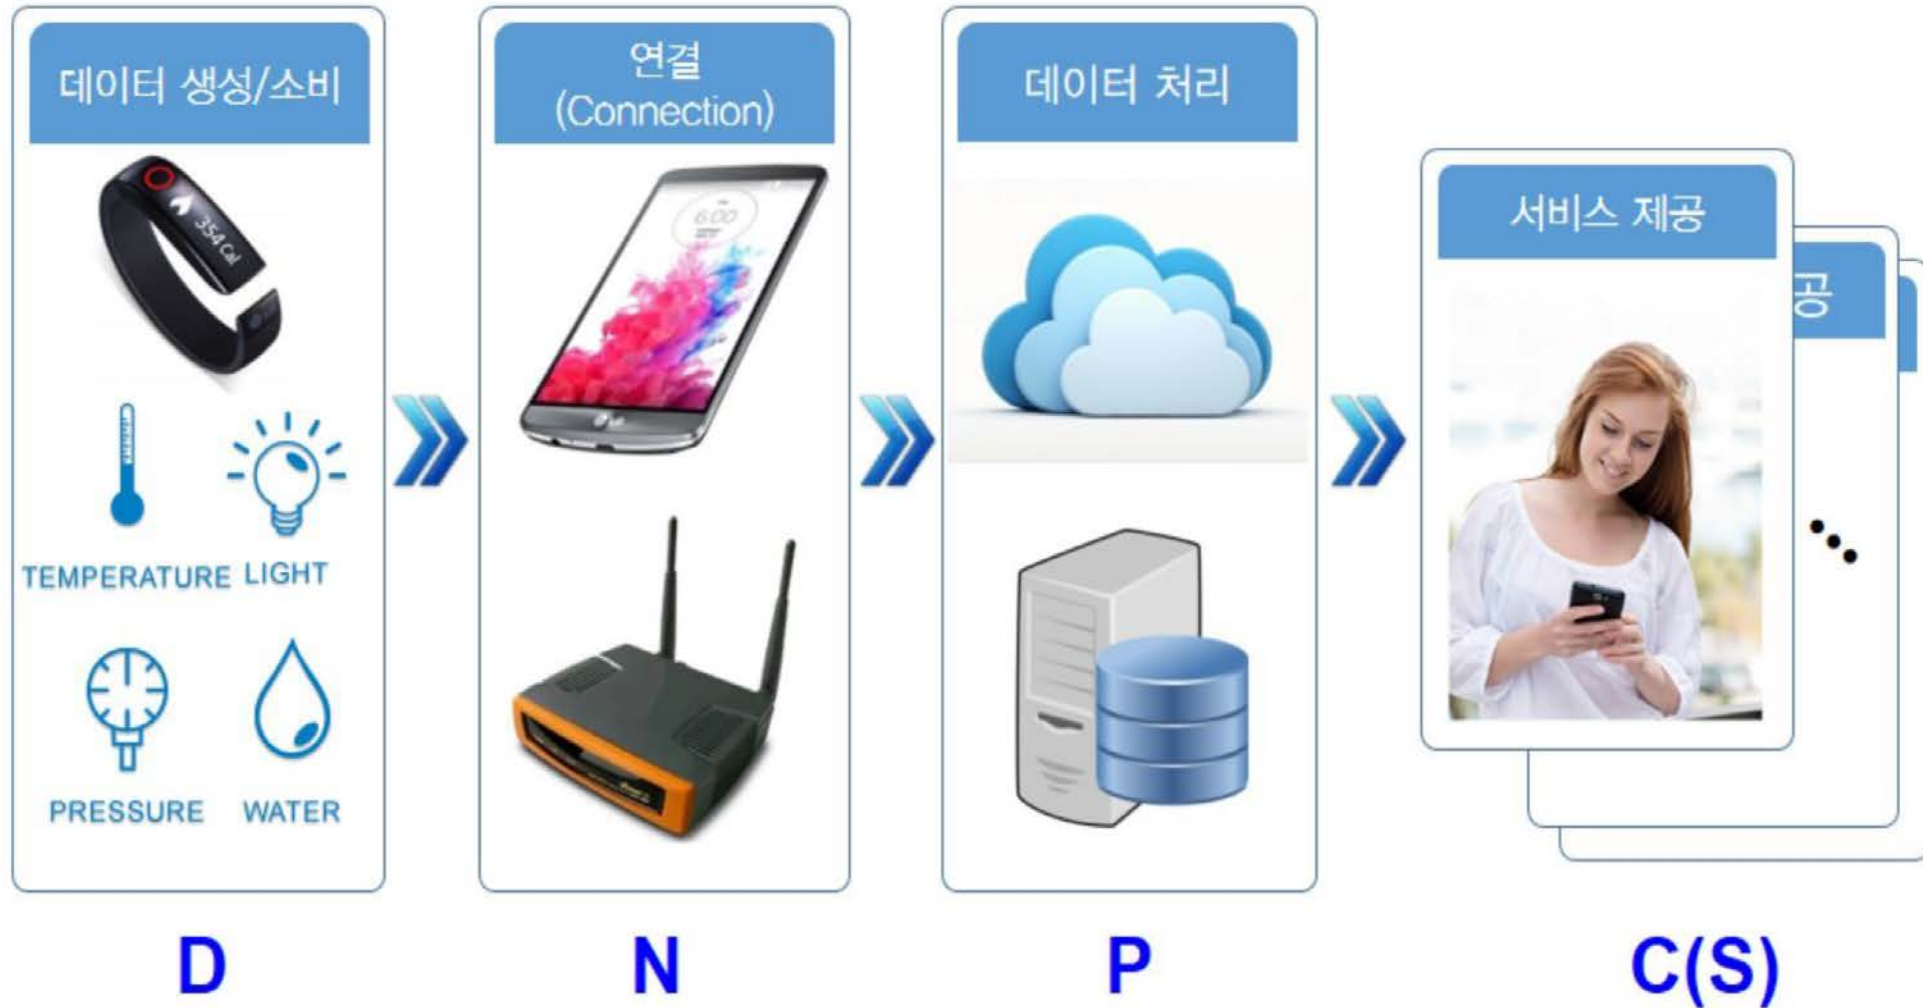 데이터 생성/소비
354 Cal
TEMPERATURE LIGHT
PRESSURE WATER
연결
(Connection)
6:00
LG
데이터 처리
서비스 제공
공
...
D N P C(S)